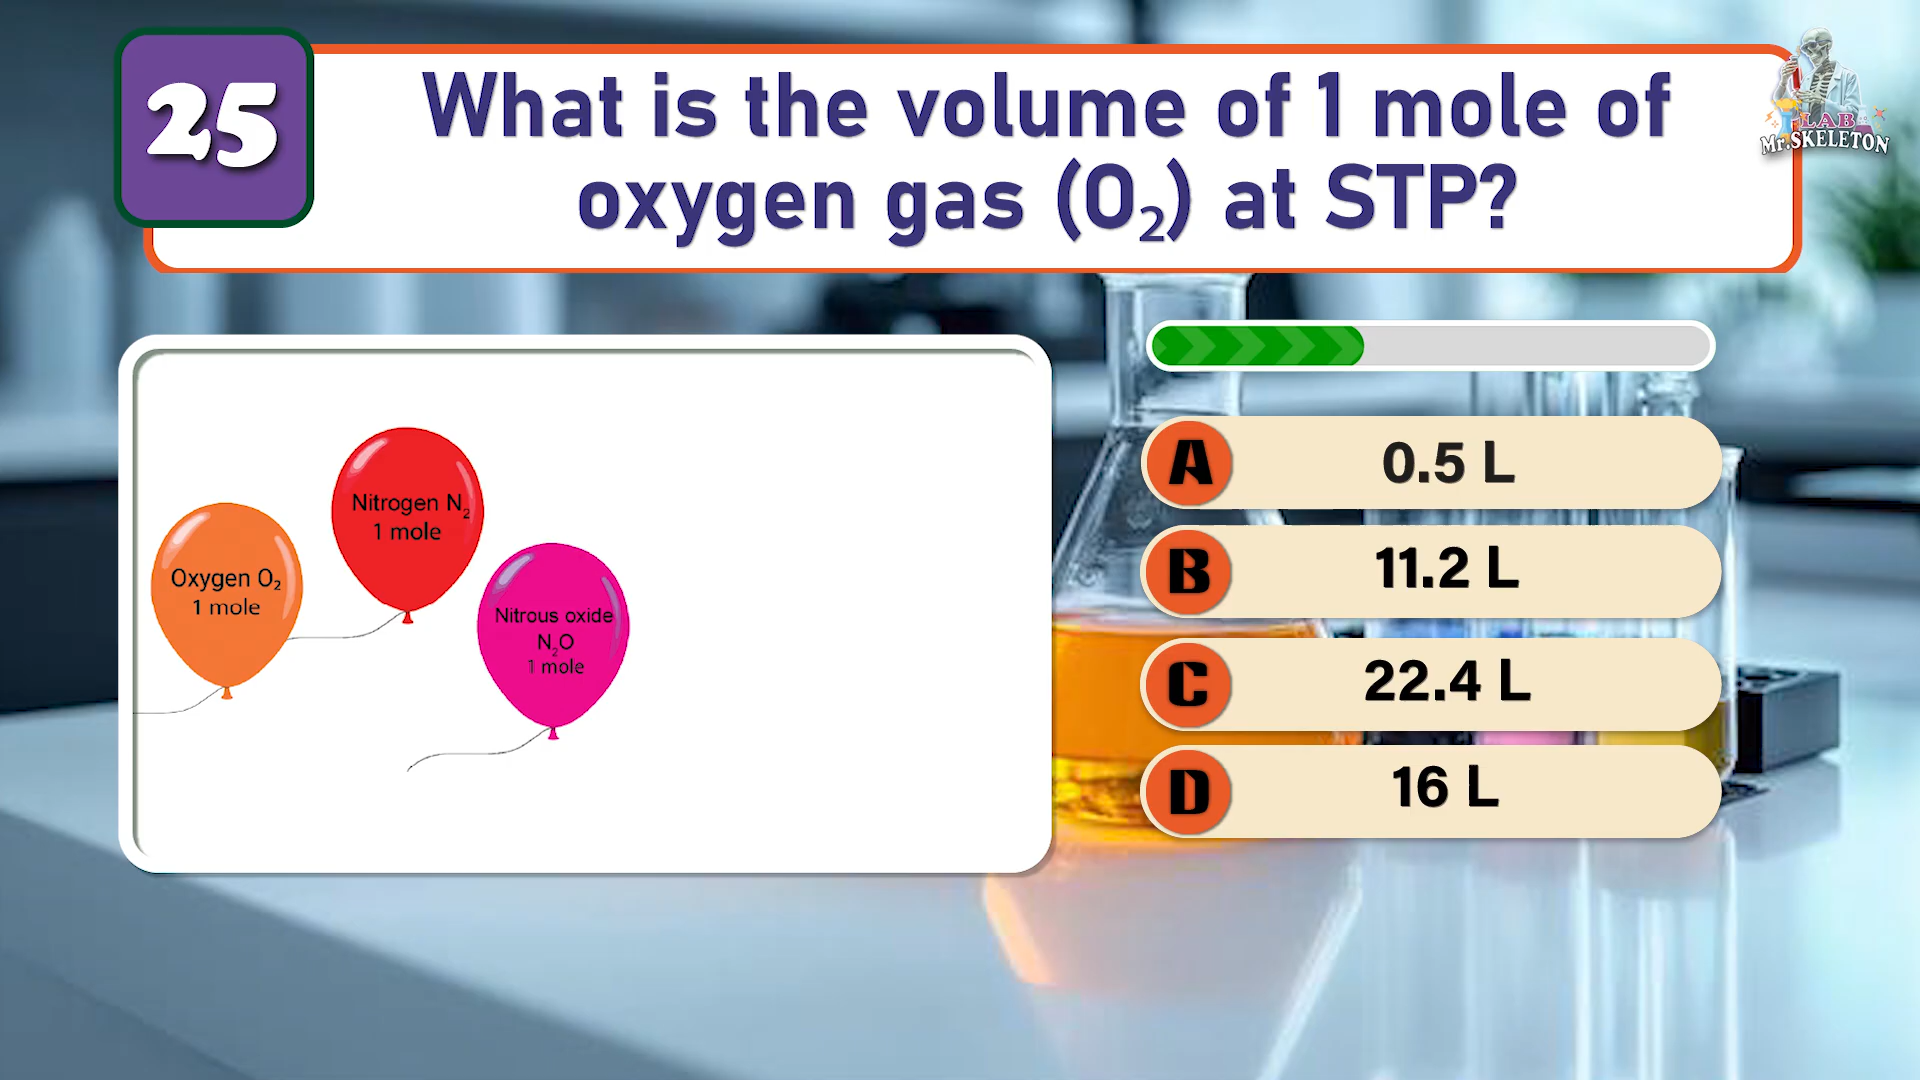 25
What is the volume of 1 mole of
oxygen gas (O₂) at STP?
LAB
Mr.SKELETON
Nitrogen N₂
1 mole
Oxygen O₂
1 mole
Nitrous oxide
N₂O
1 mole
A 0.5 L
B 11.2 L
C 22.4 L
D 16 L